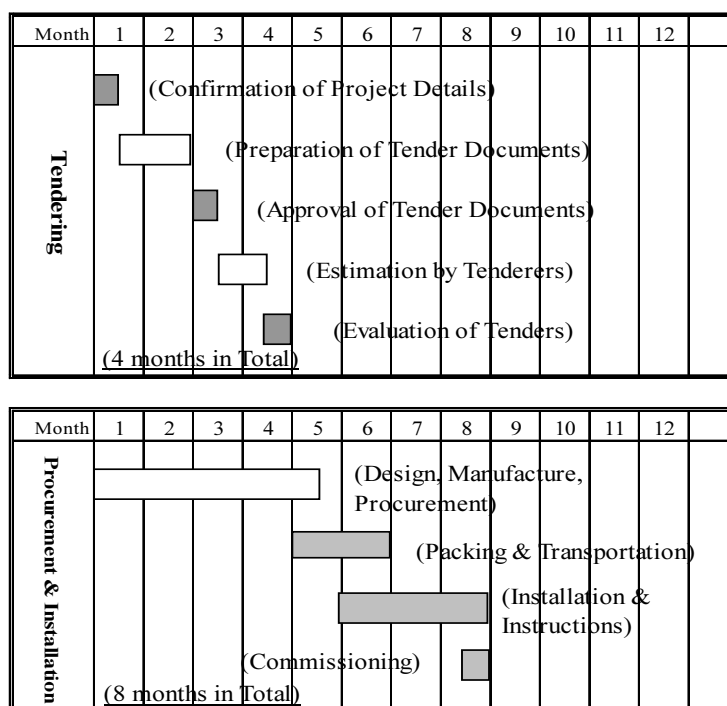 Month 1 2 3 4 5 6 7 8 9 10 11 12
Tendering
(Confirmation of Project Details)
(Preparation of Tender Documents)
(Approval of Tender Documents)
(Estimation by Tenderers)
(Evaluation of Tenders)
(4 months in Total)
Month 1 2 3 4 5 6 7 8 9 10 11 12
Procurement & Installation
(Design, Manufacture,
Procurement)
(Packing & Transportation)
(Installation &
Instructions)
(Commissioning)
(8 months in Total)